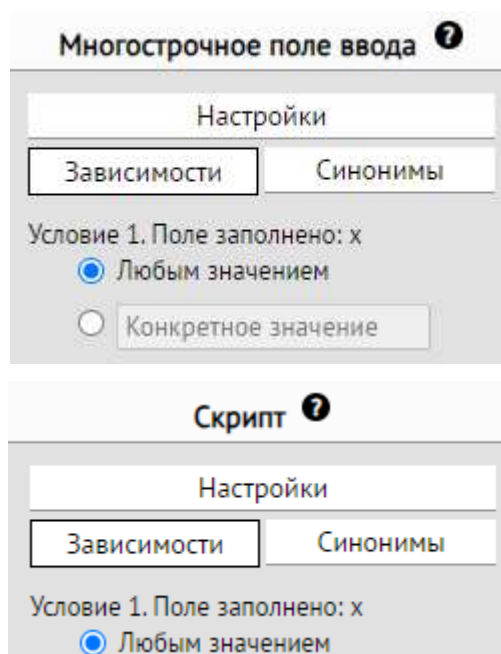 Многострочное поле ввода ?
Настройки
Зависимости Синонимы
Условие 1. Поле заполнено: x
Любым значением
Конкретное значение
Скрипт ?
Настройки
Зависимости Синонимы
Условие 1. Поле заполнено: x
Любым значением